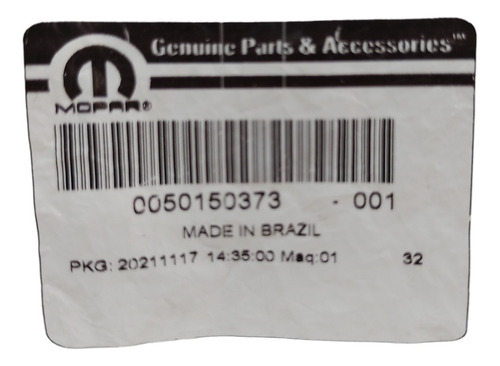 Genuine Parts & Accessories™
MOPAR®
0050150373 - 001
MADE IN BRAZIL
PKG: 20211117 14:35:00 Maq:01 32